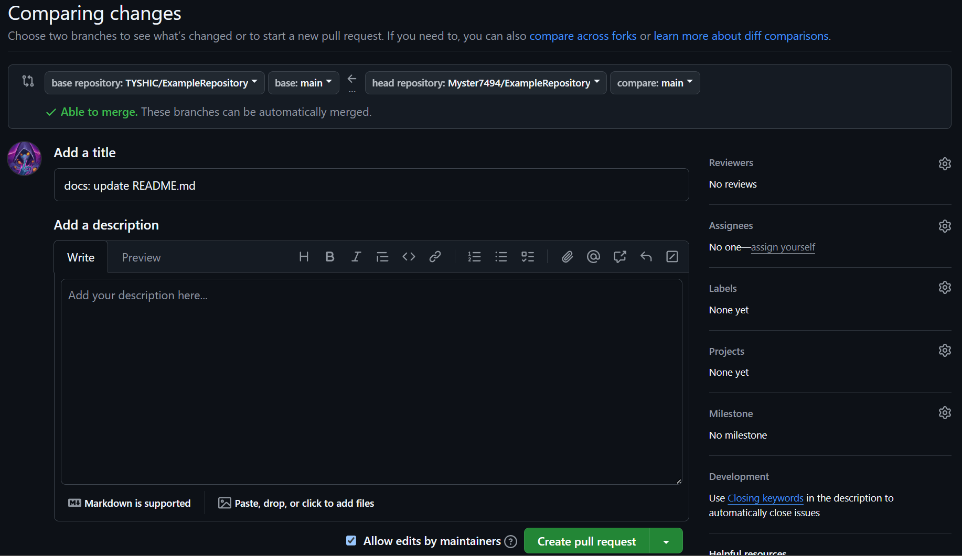 Comparing changes
Choose two branches to see what's changed or to start a new pull request. If you need to, you can also compare across forks or learn more about diff comparisons.
base repository: TYSHIC/ExampleRepository base: main ... head repository: Myster7494/ExampleRepository compare: main
Able to merge. These branches can be automatically merged.
Add a title
docs: update README.md
Add a description
Write Preview
Add your description here...
Markdown is supported Paste, drop, or click to add files
Allow edits by maintainers ? Create pull request
Reviewers
No reviews
Assignees
No one—assign yourself
Labels
None yet
Projects
None yet
Milestone
No milestone
Development
Use Closing keywords in the description to
automatically close issues
Helpful resources